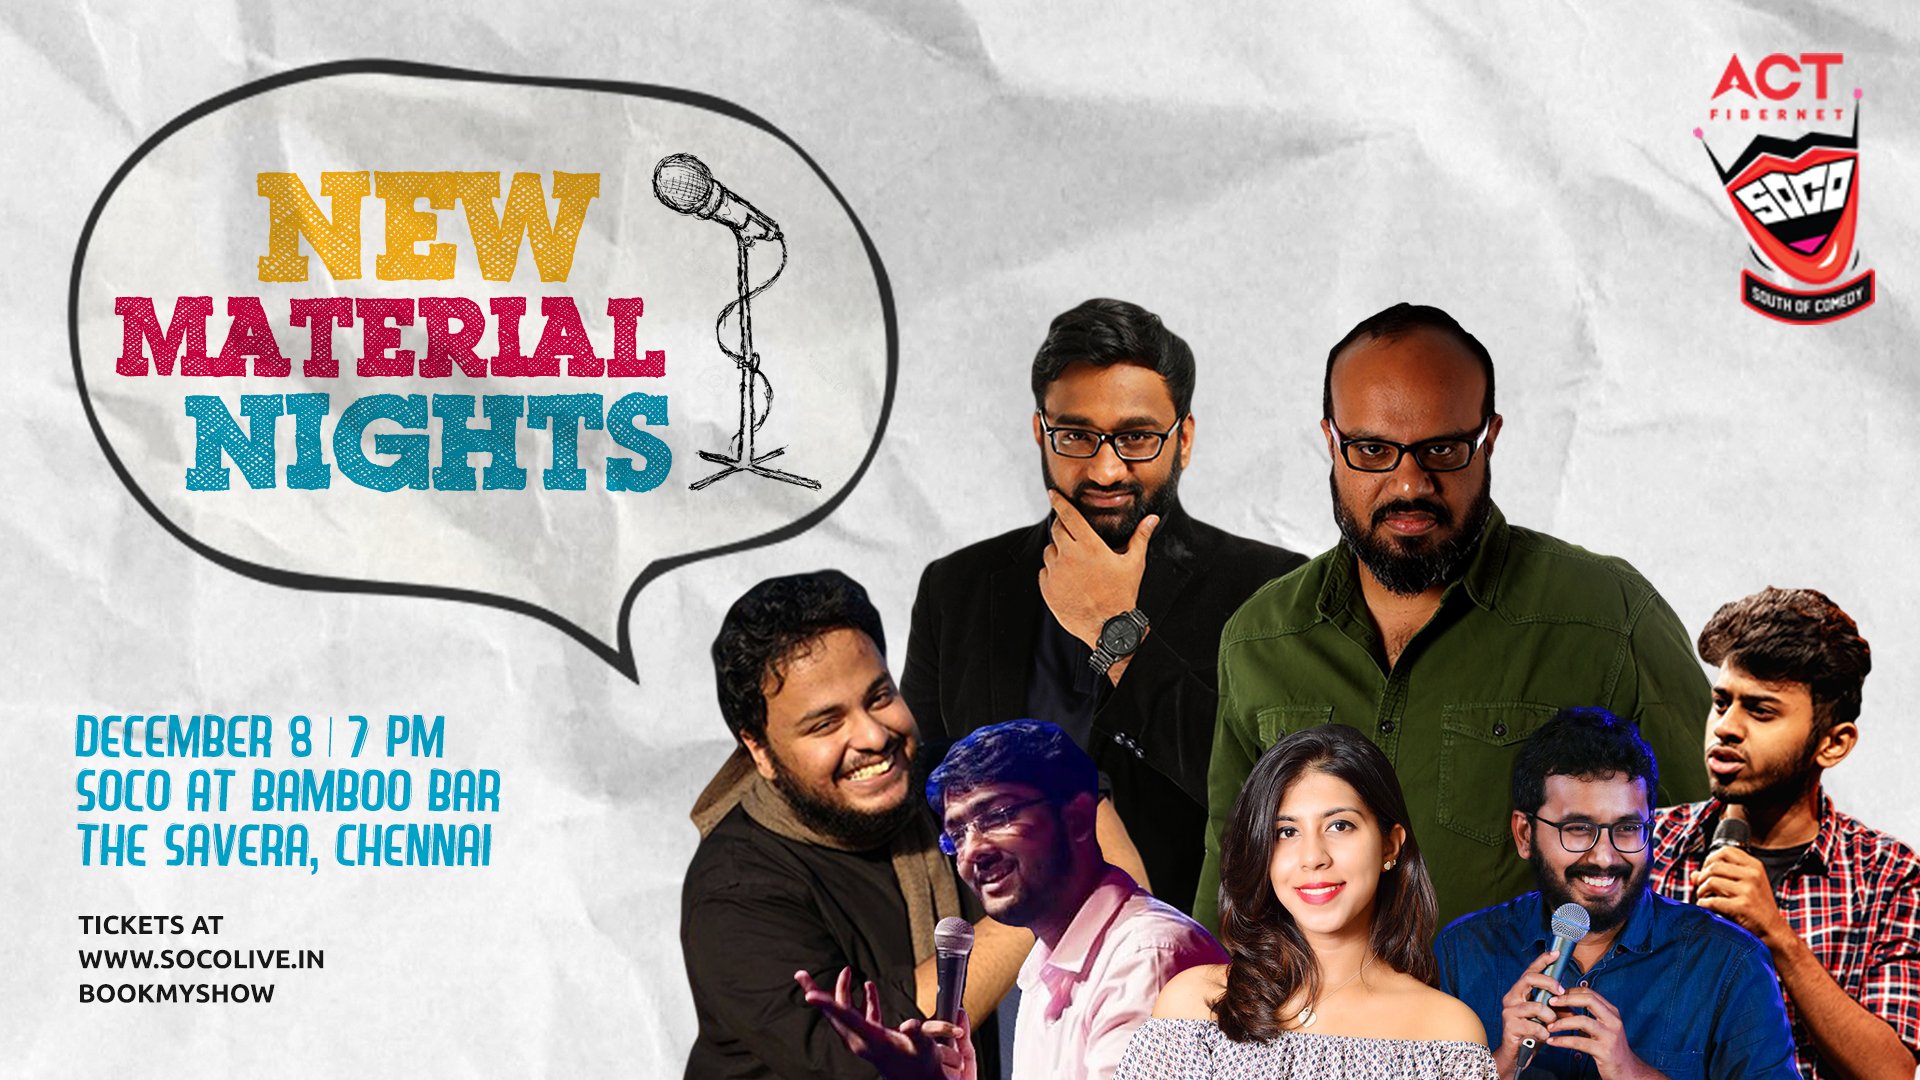 NEW
MATERIAL
NIGHTS
ACT
FIBERNET
SOCO
SOUTH OF COMEDY
DECEMBER 8 | 7 PM
SOCO AT BAMBOO BAR
THE SAVERA, CHENNAI
TICKETS AT
WWW.SOCOLIVE.IN
BOOKMYSHOW